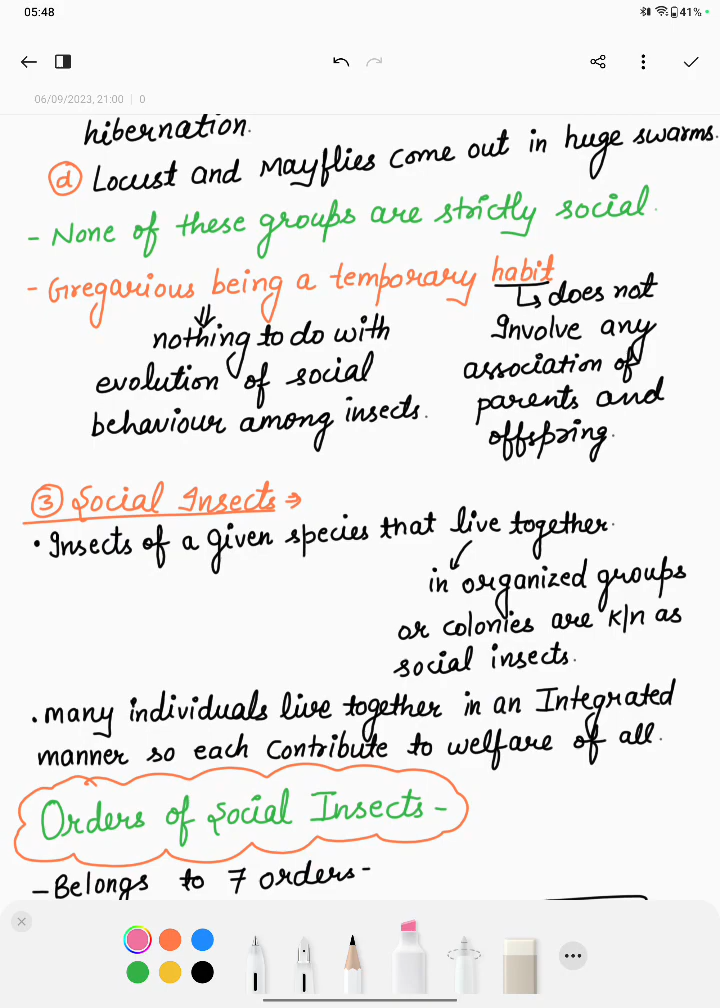 05:48
41%
06/09/2023, 21:00 | 0
hibernation.
(d) Locust and Mayflies come out in huge swarms.
- None of these groups are strictly social.
- Gregarious being a temporary habit
⇓ nothing to do with
evolution of social
behaviour among insects.
↳ does not
Involve any
association of
parents and
offspring.
(3) Social Insects →
• Insects of a given species that live together.
in organized groups
or colonies are k/n as
social insects.
• many individuals live together in an Integrated
manner so each contribute to welfare of all.
Orders of Social Insects -
- Belongs to 7 orders -